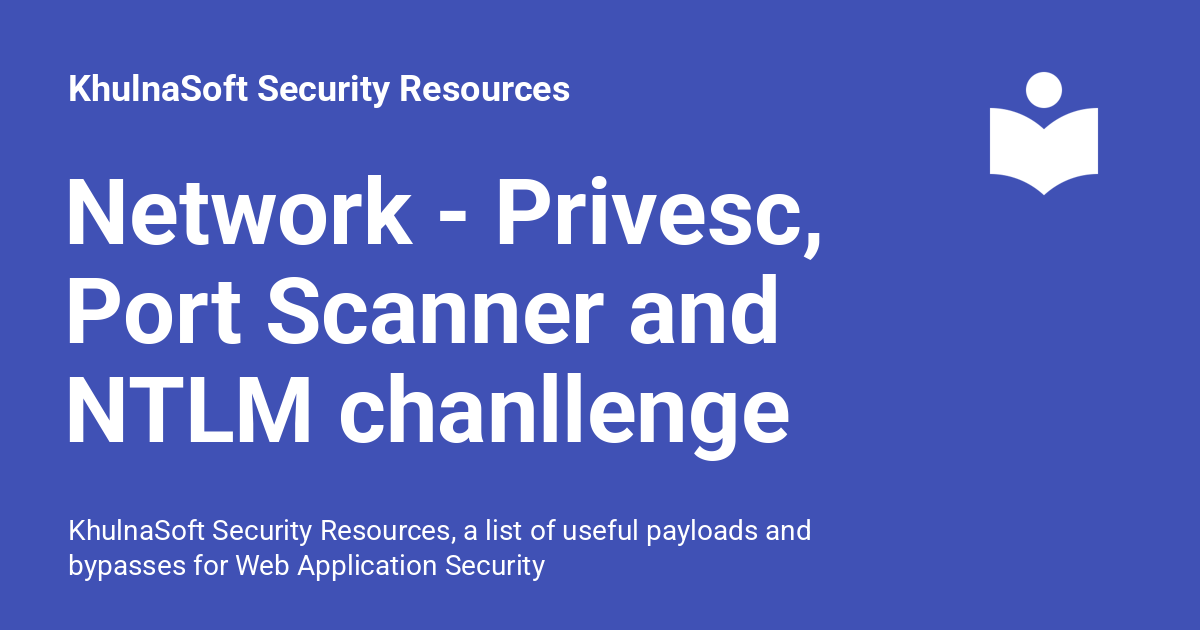 KhulnaSoft Security Resources
Network - Privesc,
Port Scanner and
NTLM chanllenge
KhulnaSoft Security Resources, a list of useful payloads and
bypasses for Web Application Security